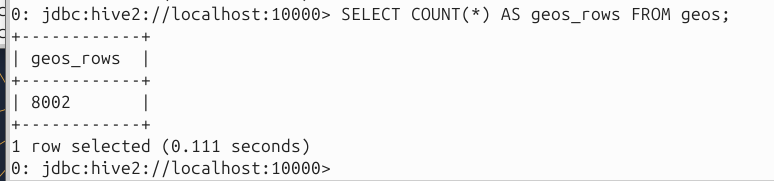 0: jdbc:hive2://localhost:10000> SELECT COUNT(*) AS geos_rows FROM geos;
+------------+
| geos_rows  |
+------------+
| 8002       |
+------------+
1 row selected (0.111 seconds)
0: jdbc:hive2://localhost:10000>